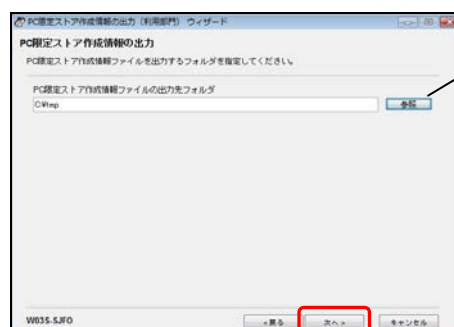 PC限定ストア作成情報の出力（利用部門） ウィザード
PC限定ストア作成情報の出力
PC限定ストア作成情報ファイルを出力するフォルダを指定してください。
PC限定ストア作成情報ファイルの出力先フォルダ
C:¥tmp
参照
W035-SJFO
<戻る
次へ>
キャンセル